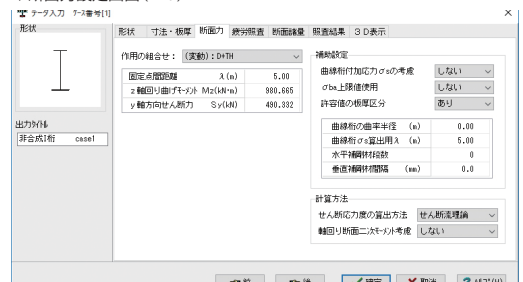 データ入力 ケース番号[1]
形状
出力タイトル
非合成I桁 case1
形状 寸法・板厚 断面力 疲労照査 断面諸量 照査結果 3D表示
作用の組合せ： (変動)：D+TH
固定点間距離 λ(m) 5.00
z軸回り曲げモーメント Mz(kN・m) 980.665
y軸方向せん断力 Sy(kN) 490.332
補助設定
曲線桁付加応力σsの考慮 しない
σba上限値使用 しない
許容値の板厚区分 あり
曲線桁の曲率半径 (m) 0.00
曲線桁σs算出用λ (m) 5.00
水平補剛材段数 0
垂直補剛材間隔 (mm) 0.0
計算方法
せん断応力度の算出方法 せん断流理論
軸回り断面二次モーメント考慮 しない